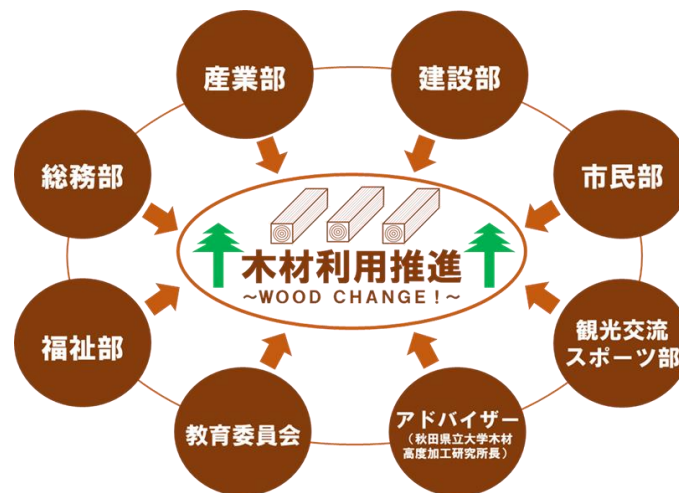 産業部
建設部
総務部
市民部
木材利用推進
~WOOD CHANGE!~
福祉部
観光交流
スポーツ部
教育委員会
アドバイザー
(秋田県立大学木材
高度加工研究所長)